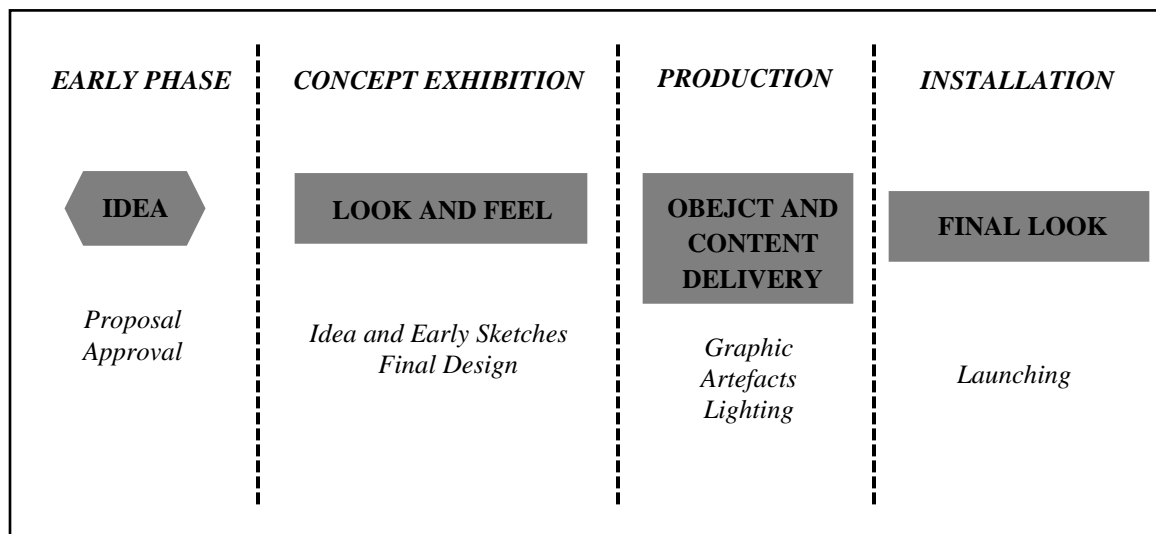 EARLY PHASE
CONCEPT EXHIBITION
PRODUCTION
INSTALLATION
IDEA
LOOK AND FEEL
OBEJCT AND
CONTENT
DELIVERY
FINAL LOOK
Proposal
Approval
Idea and Early Sketches
Final Design
Graphic
Artefacts
Lighting
Launching